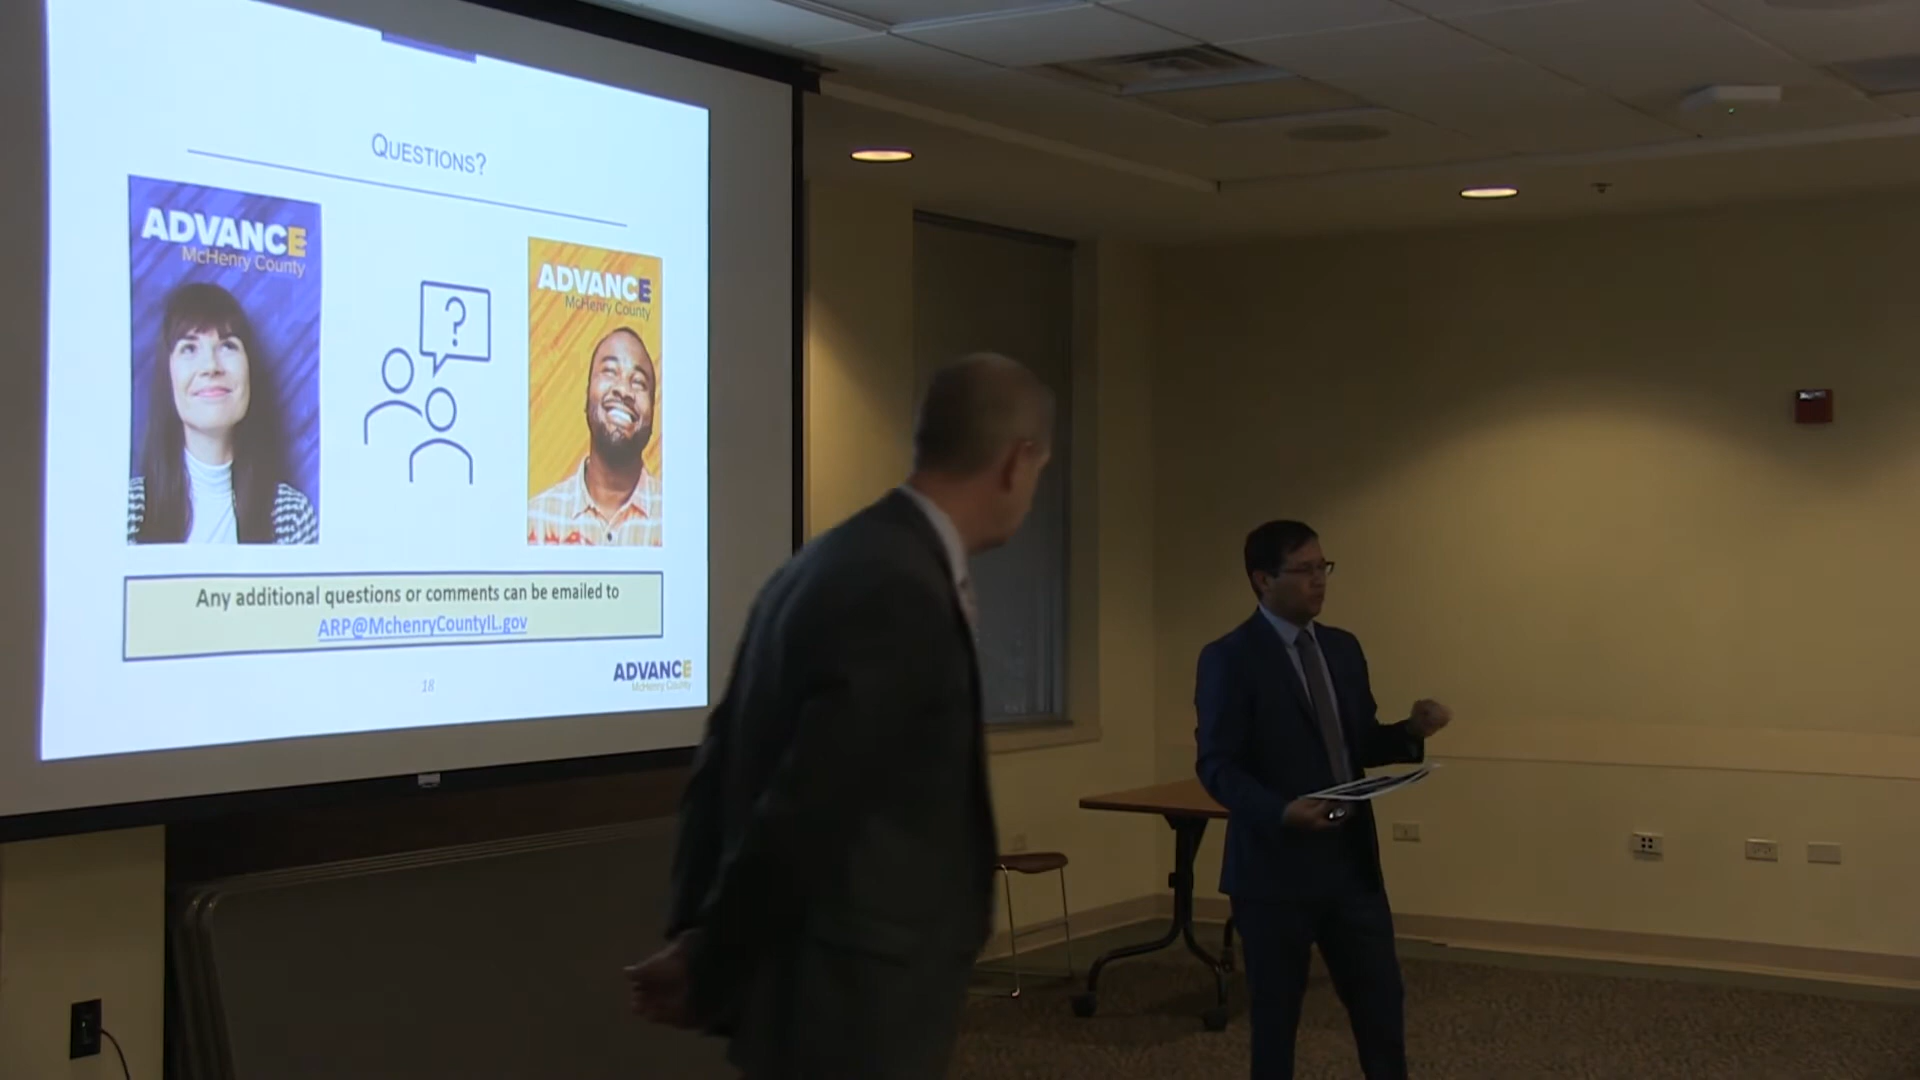 QUESTIONS?
ADVANCE
McHenry County
ADVANCE
McHenry County
?
Any additional questions or comments can be emailed to
ARP@MchenryCountyIL.gov
18
ADVANCE
McHenry County